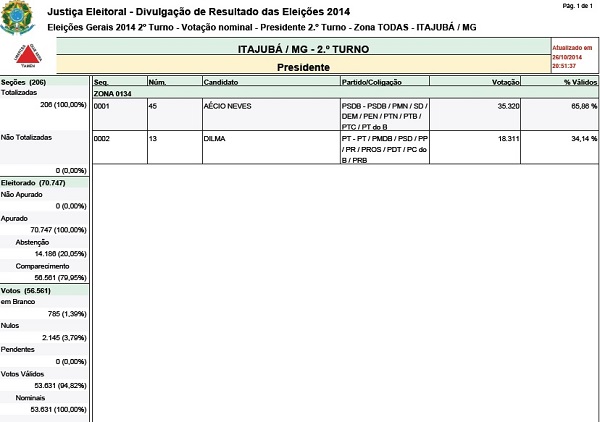 Justiça Eleitoral - Divulgação de Resultado das Eleições 2014
Pág. 1 de 1
Eleições Gerais 2014 2º Turno - Votação nominal - Presidente 2.º Turno - Zona TODAS - ITAJUBÁ / MG
ITAJUBÁ / MG - 2.º TURNO
Presidente
Atualizado em
26/10/2014
20:51:37
Seções (206)
Seq. Núm. Candidato Partido/Coligação Votação % Válidos
Totalizadas
ZONA 0134
206 (100,00%)
0001 45 AÉCIO NEVES PSDB - PSDB / PMN / SD / 35.320 65,86 %
DEM / PEN / PTN / PTB /
PTC / PT do B
Não Totalizadas
0002 13 DILMA PT - PT / PMDB / PSD / PP 18.311 34,14 %
/ PR / PROS / PDT / PC do
B / PRB
0 (0,00%)
Eleitorado (70.747)
Não Apurado
0 (0,00%)
Apurado
70.747 (100,00%)
Abstenção
14.186 (20,05%)
Comparecimento
56.561 (79,95%)
Votos (56.561)
em Branco
785 (1,39%)
Nulos
2.145 (3,79%)
Pendentes
0 (0,00%)
Votos Válidos
53.631 (94,82%)
Nominais
53.631 (100,00%)